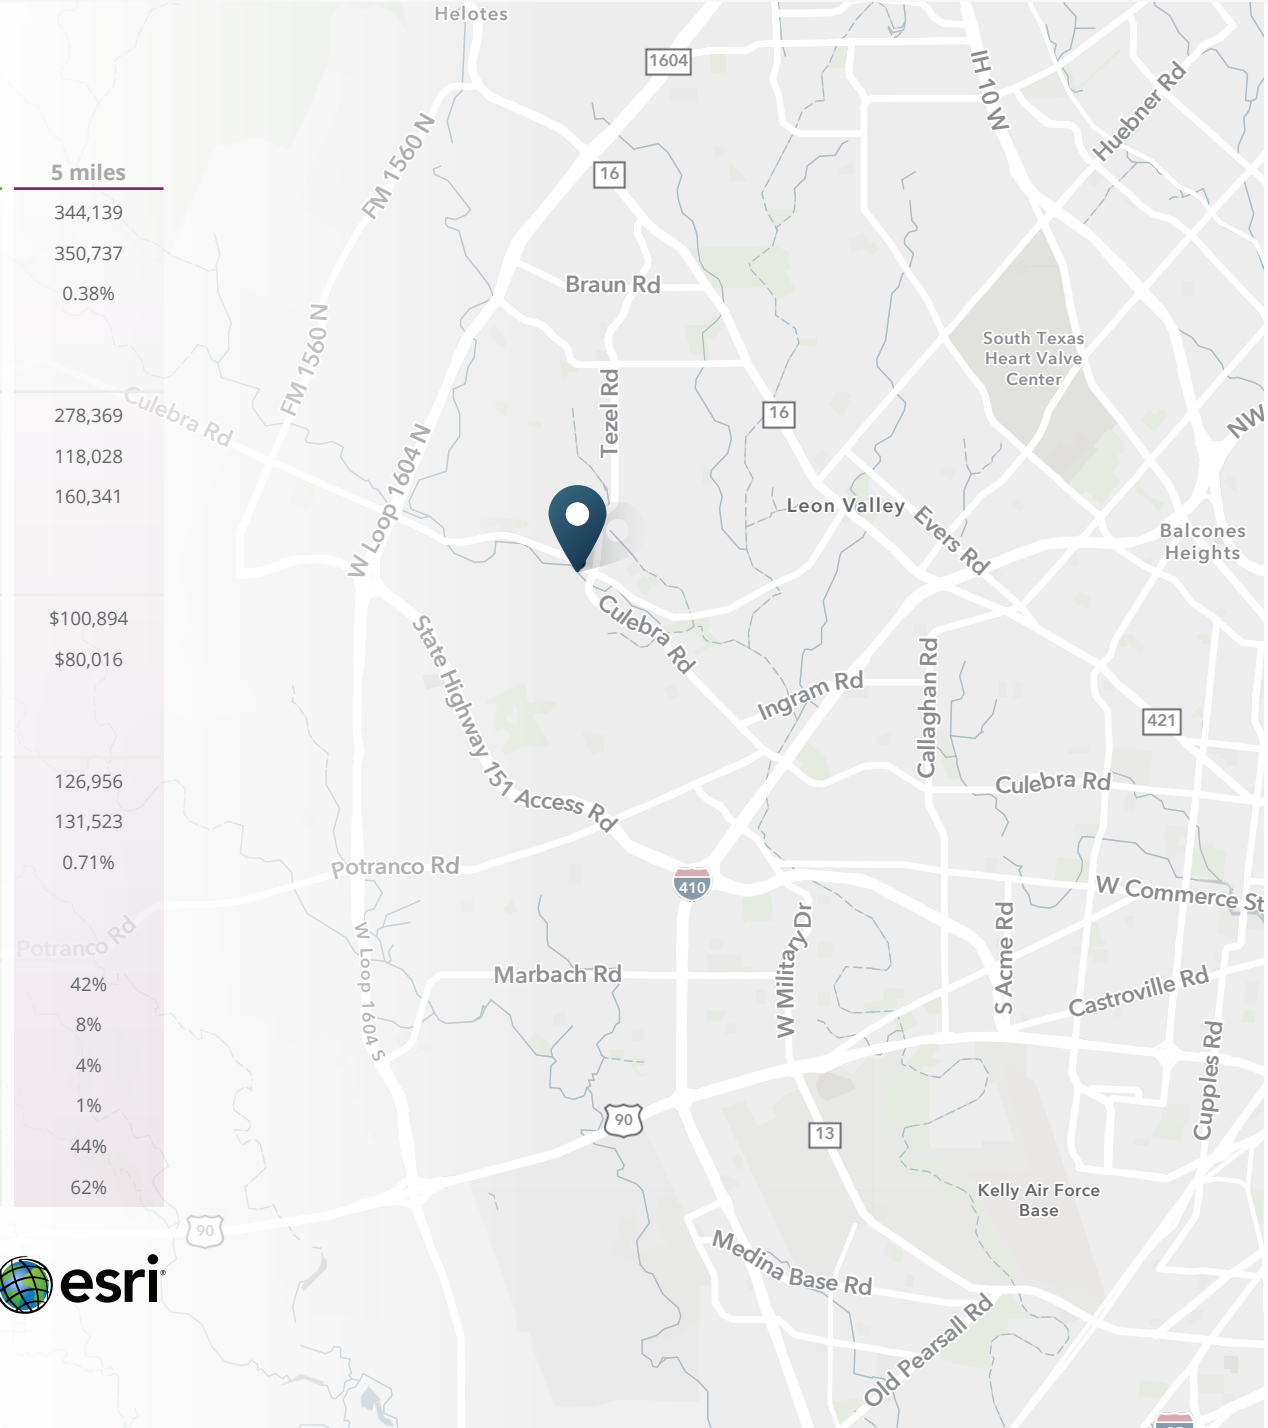 Helotes
1604
IH 10 W
Huebner Rd
FM 1560 N
16
5 miles
344,139
350,737
0.38%
Braun Rd
FM 1560 N
South Texas
Heart Valve
Center
Culebra Rd
Tezel Rd
16
NW
278,369
118,028
160,341
W Loop 1604 N
Leon Valley
Evers Rd
Balcones
Heights
$100,894
$80,016
Culebra Rd
State Highway 151 Access Rd
Ingram Rd
Callaghan Rd
421
126,956
131,523
0.71%
Culebra Rd
Potranco Rd
410
W Commerce St
Potranco Rd
W Loop 1604 S
Marbach Rd
W Military Dr
S Acme Rd
Castroville Rd
42%
8%
4%
1%
44%
62%
Cupples Rd
90
13
Kelly Air Force
Base
90
Medina Base Rd
esri
Old Pearsall Rd